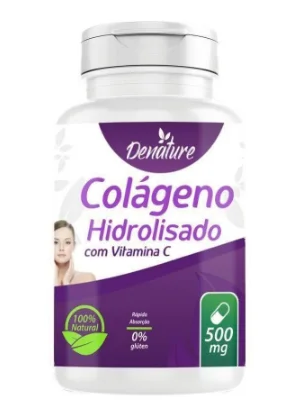 Denature
Colágeno
Hidrolisado
com Vitamina C
100%
Natural
Rápida
Absorção
0%
glúten
500
mg